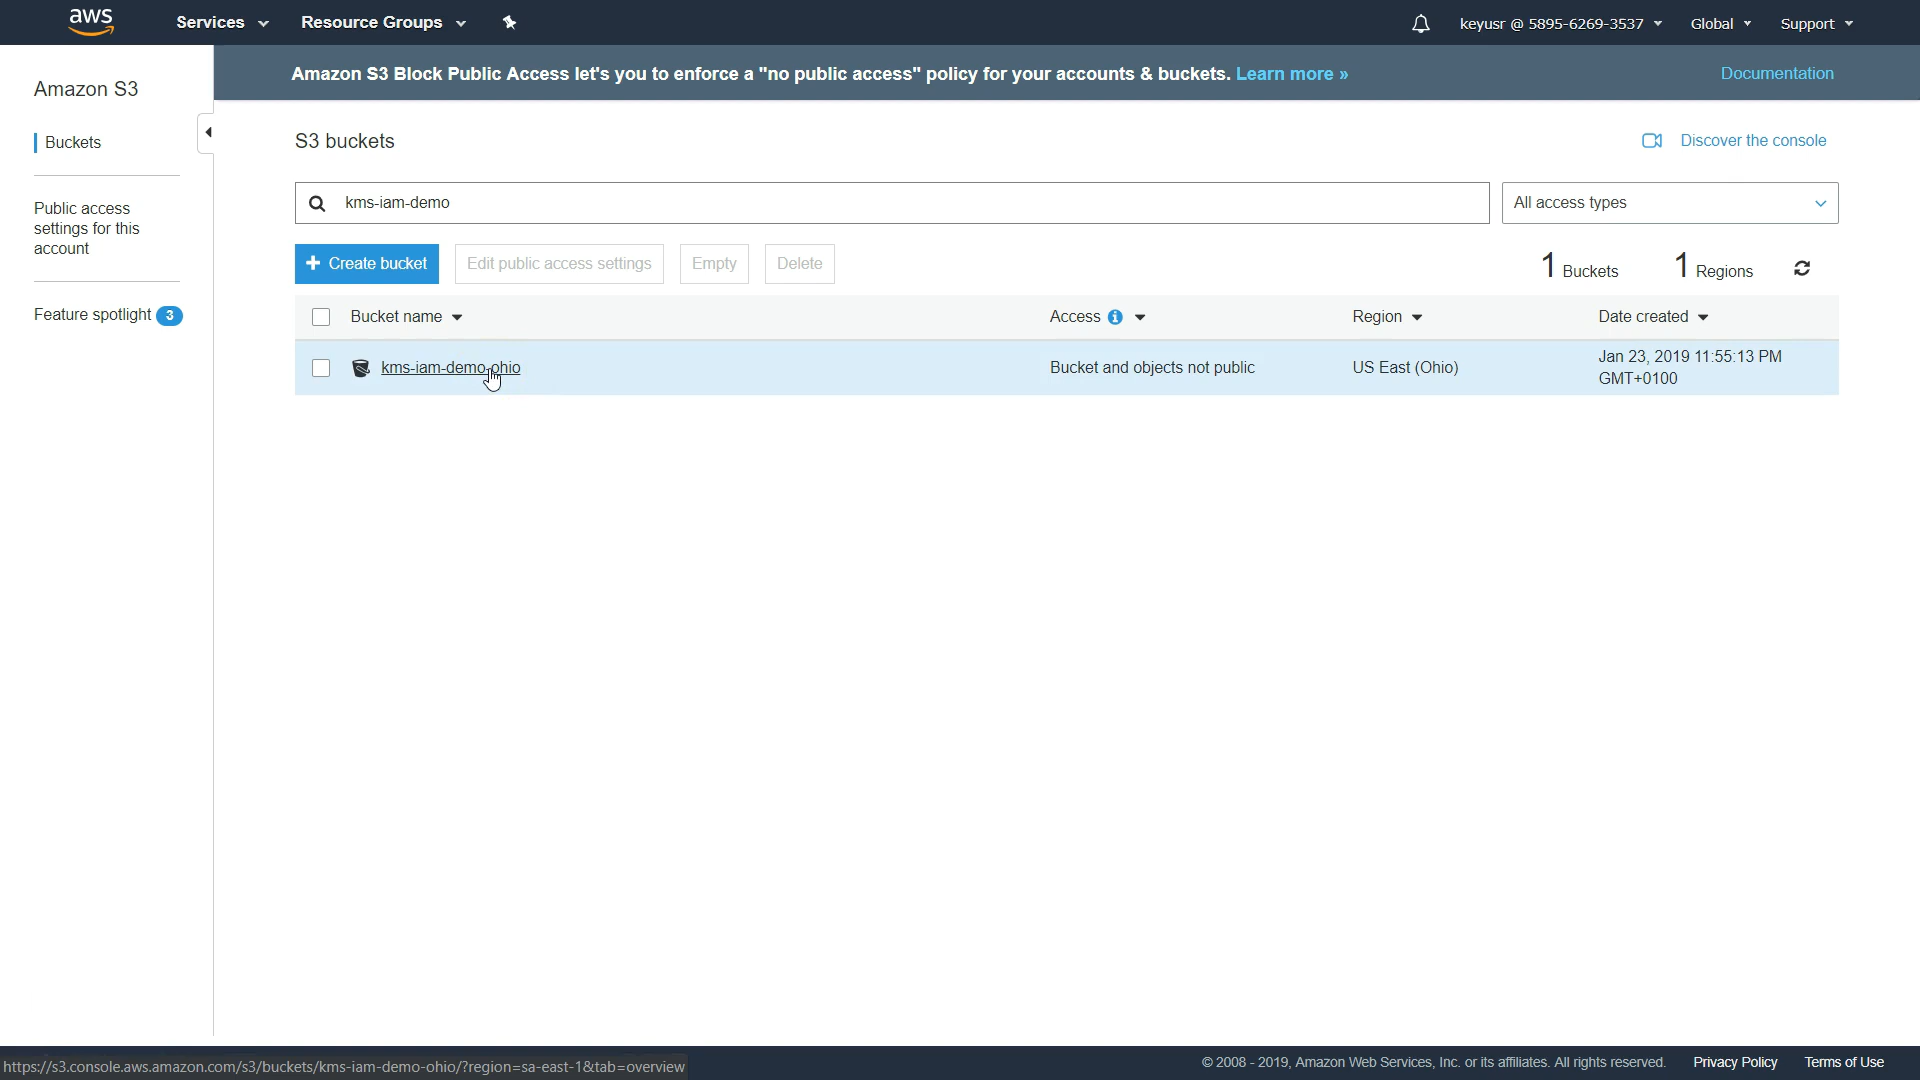 aws Services Resource Groups keyusr @ 5895-6269-3537 Global Support
Amazon S3 Block Public Access let's you to enforce a "no public access" policy for your accounts & buckets. Learn more » Documentation
Amazon S3
Buckets
Public access
settings for this
account
Feature spotlight 3
S3 buckets Discover the console
kms-iam-demo All access types
+ Create bucket Edit public access settings Empty Delete 1 Buckets 1 Regions
Bucket name Access Region Date created
kms-iam-demo-ohio Bucket and objects not public US East (Ohio) Jan 23, 2019 11:55:13 PM
GMT+0100
https://s3.console.aws.amazon.com/s3/buckets/kms-iam-demo-ohio/?region=sa-east-1&tab=overview © 2008 - 2019, Amazon Web Services, Inc. or its affiliates. All rights reserved. Privacy Policy Terms of Use